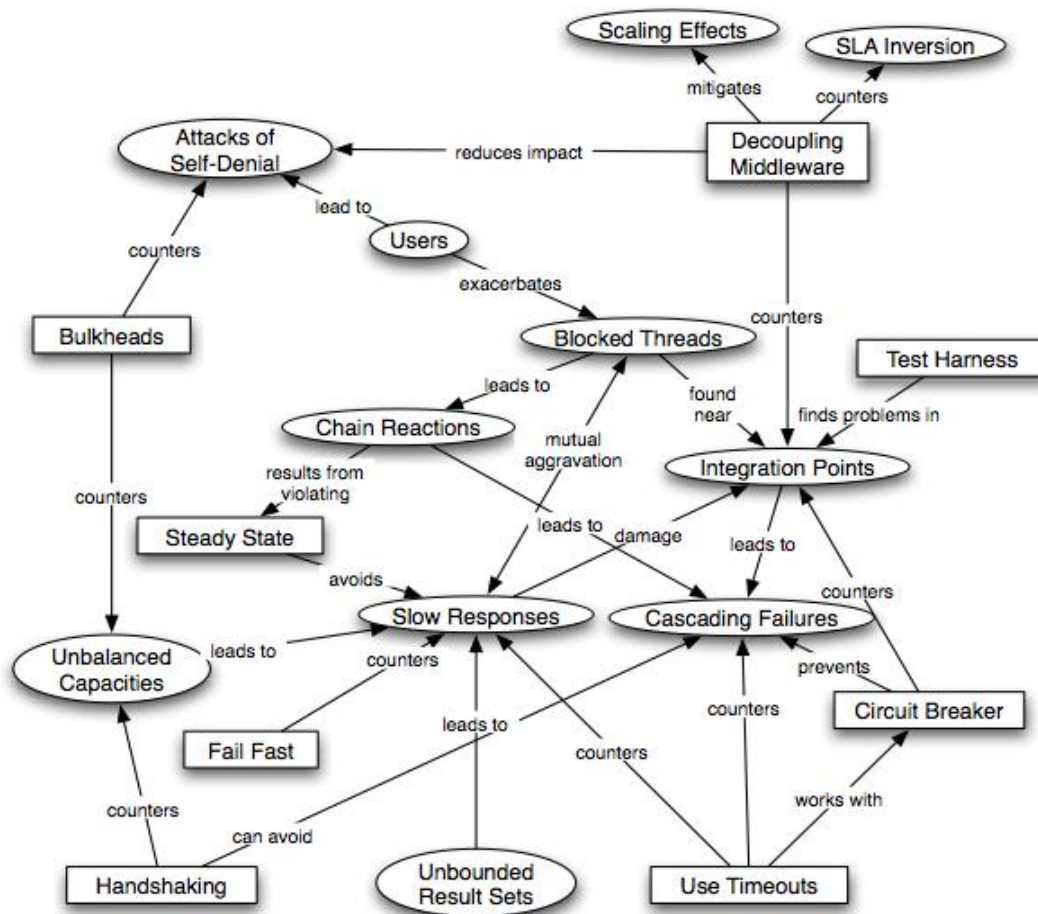 Scaling Effects
SLA Inversion
mitigates
counters
Attacks of
Self-Denial
reduces impact
Decoupling
Middleware
lead to
Users
counters
exacerbates
Bulkheads
counters
Blocked Threads
Test Harness
leads to
found
near
finds problems in
Chain Reactions
mutual
aggravation
Integration Points
results from
violating
counters
Steady State
leads to
damage
leads to
avoids
counters
Slow Responses
Cascading Failures
Unbalanced
Capacities
leads to
counters
prevents
Circuit Breaker
leads to
counters
Fail Fast
counters
counters
works with
can avoid
Handshaking
Unbounded
Result Sets
Use Timeouts